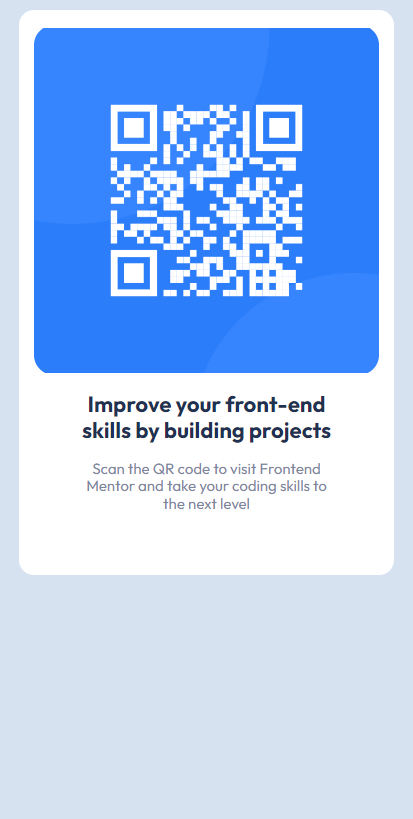 Improve your front-end
skills by building projects
Scan the QR code to visit Frontend
Mentor and take your coding skills to
the next level